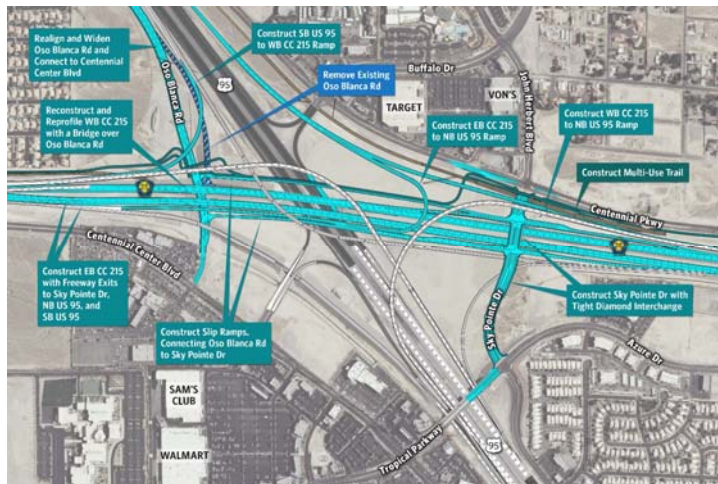 Realign and Widen
Oso Blanca Rd and
Connect to Centennial
Center Blvd
Construct SB US 95
to WB CC 215
Ramp
95
Remove Existing
Oso Blanca Rd
Buffalo Dr
TARGET
VON'S
John Herbert Blvd
Oso Blanca Rd
Reconstruct and
Reprofile WB CC 215
with a Bridge over
Oso Blanca Rd
Construct EB CC 215
to NB US 95 Ramp
Construct WB CC 215
to NB US 95
Ramp
Construct Multi-Use Trail
Centennial Pkwy
Centennial Center Blvd
Construct EB CC 215
with Freeway Exits
to Sky Pointe Dr,
NB US 95, and
SB US 95
Construct Slip Ramps,
Connecting Oso Blanca Rd
to Sky Pointe Dr
Sky Pointe Dr
Construct Sky Pointe Dr with
Tight Diamond Interchange
Azure Dr
SAM'S
CLUB
WALMART
Tropical Parkway
95